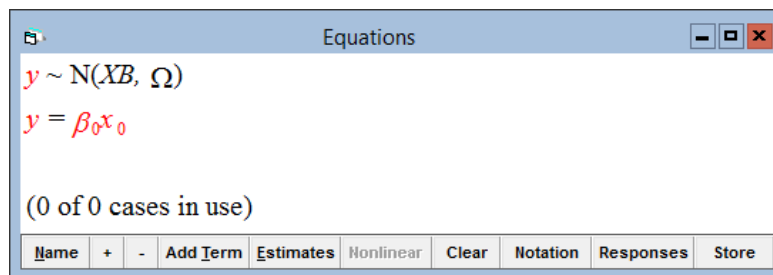 Equations
y ~ N(XB, Ω)
y = β₀x₀
(0 of 0 cases in use)
Name + - Add Term Estimates Nonlinear Clear Notation Responses Store